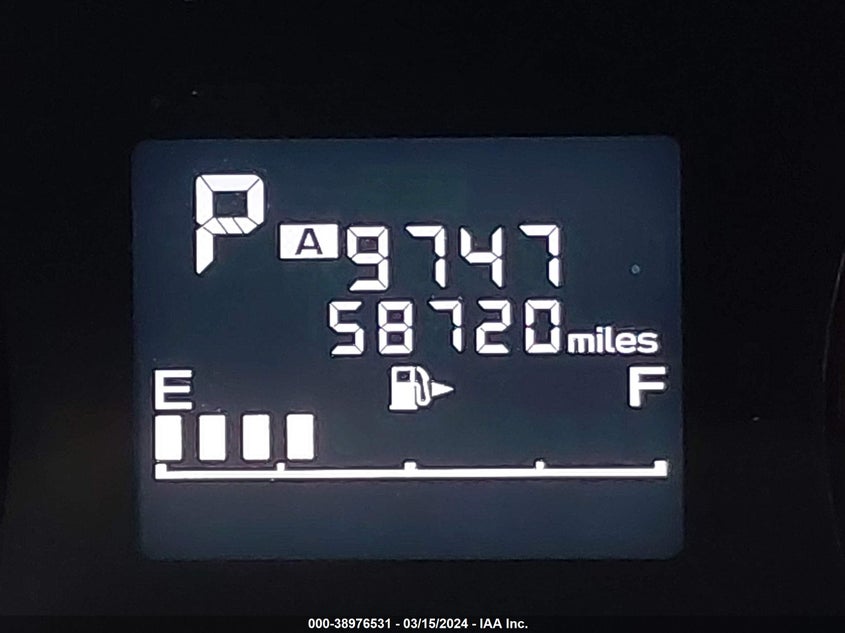 P
A 9747
58720 miles
E F
000-38976531 - 03/15/2024 - IAA Inc.